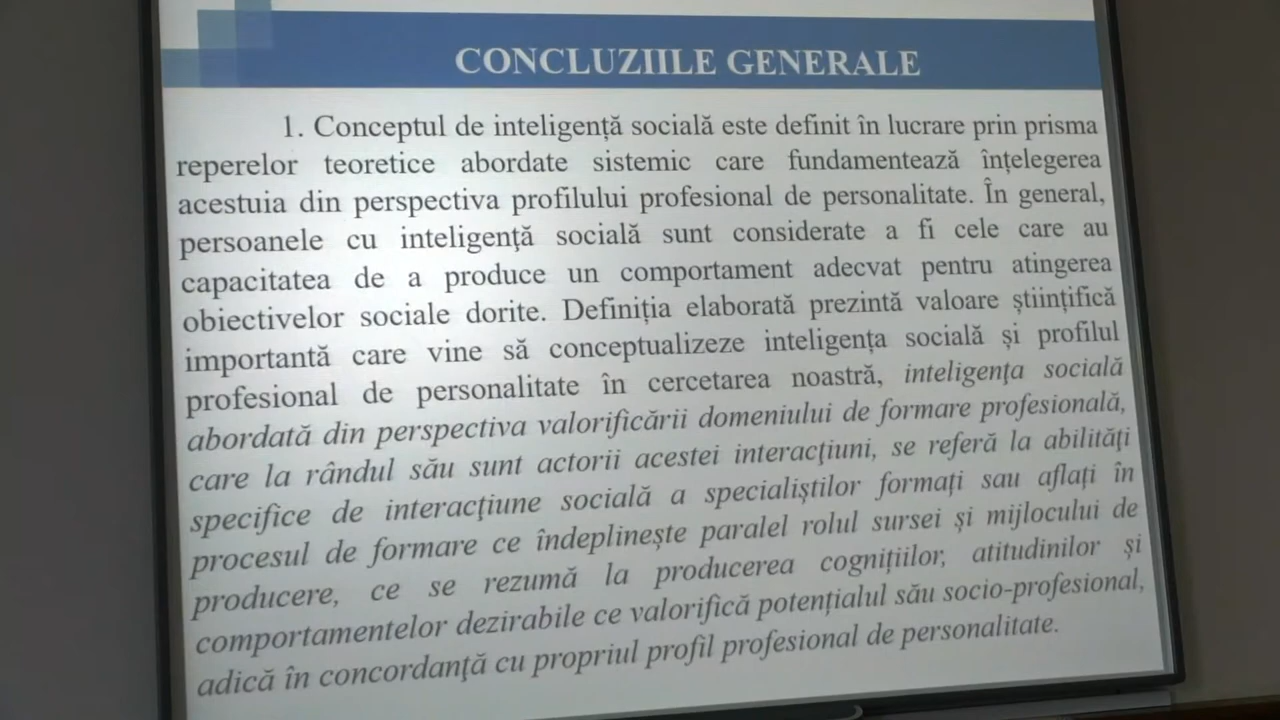 CONCLUZIILE GENERALE
1. Conceptul de inteligență socială este definit în lucrare prin prisma
reperelor teoretice abordate sistemic care fundamentează înțelegerea
acestuia din perspectiva profilului profesional de personalitate. În general,
persoanele cu inteligenţă socială sunt considerate a fi cele care au
capacitatea de a produce un comportament adecvat pentru atingerea
obiectivelor sociale dorite. Definiția elaborată prezintă valoare științifică
importantă care vine să conceptualizeze inteligența socială și profilul
profesional de personalitate în cercetarea noastră, inteligenţa socială
abordată din perspectiva valorificării domeniului de formare profesională,
care la rândul său sunt actorii acestei interacţiuni, se referă la abilităţi
specifice de interacţiune socială a specialiștilor formați sau aflați în
procesul de formare ce îndeplinește paralel rolul sursei și mijlocului de
producere, ce se rezumă la producerea cognițiilor, atitudinilor și
comportamentelor dezirabile ce valorifică potențialul său socio-profesional,
adică în concordanţă cu propriul profil profesional de personalitate.